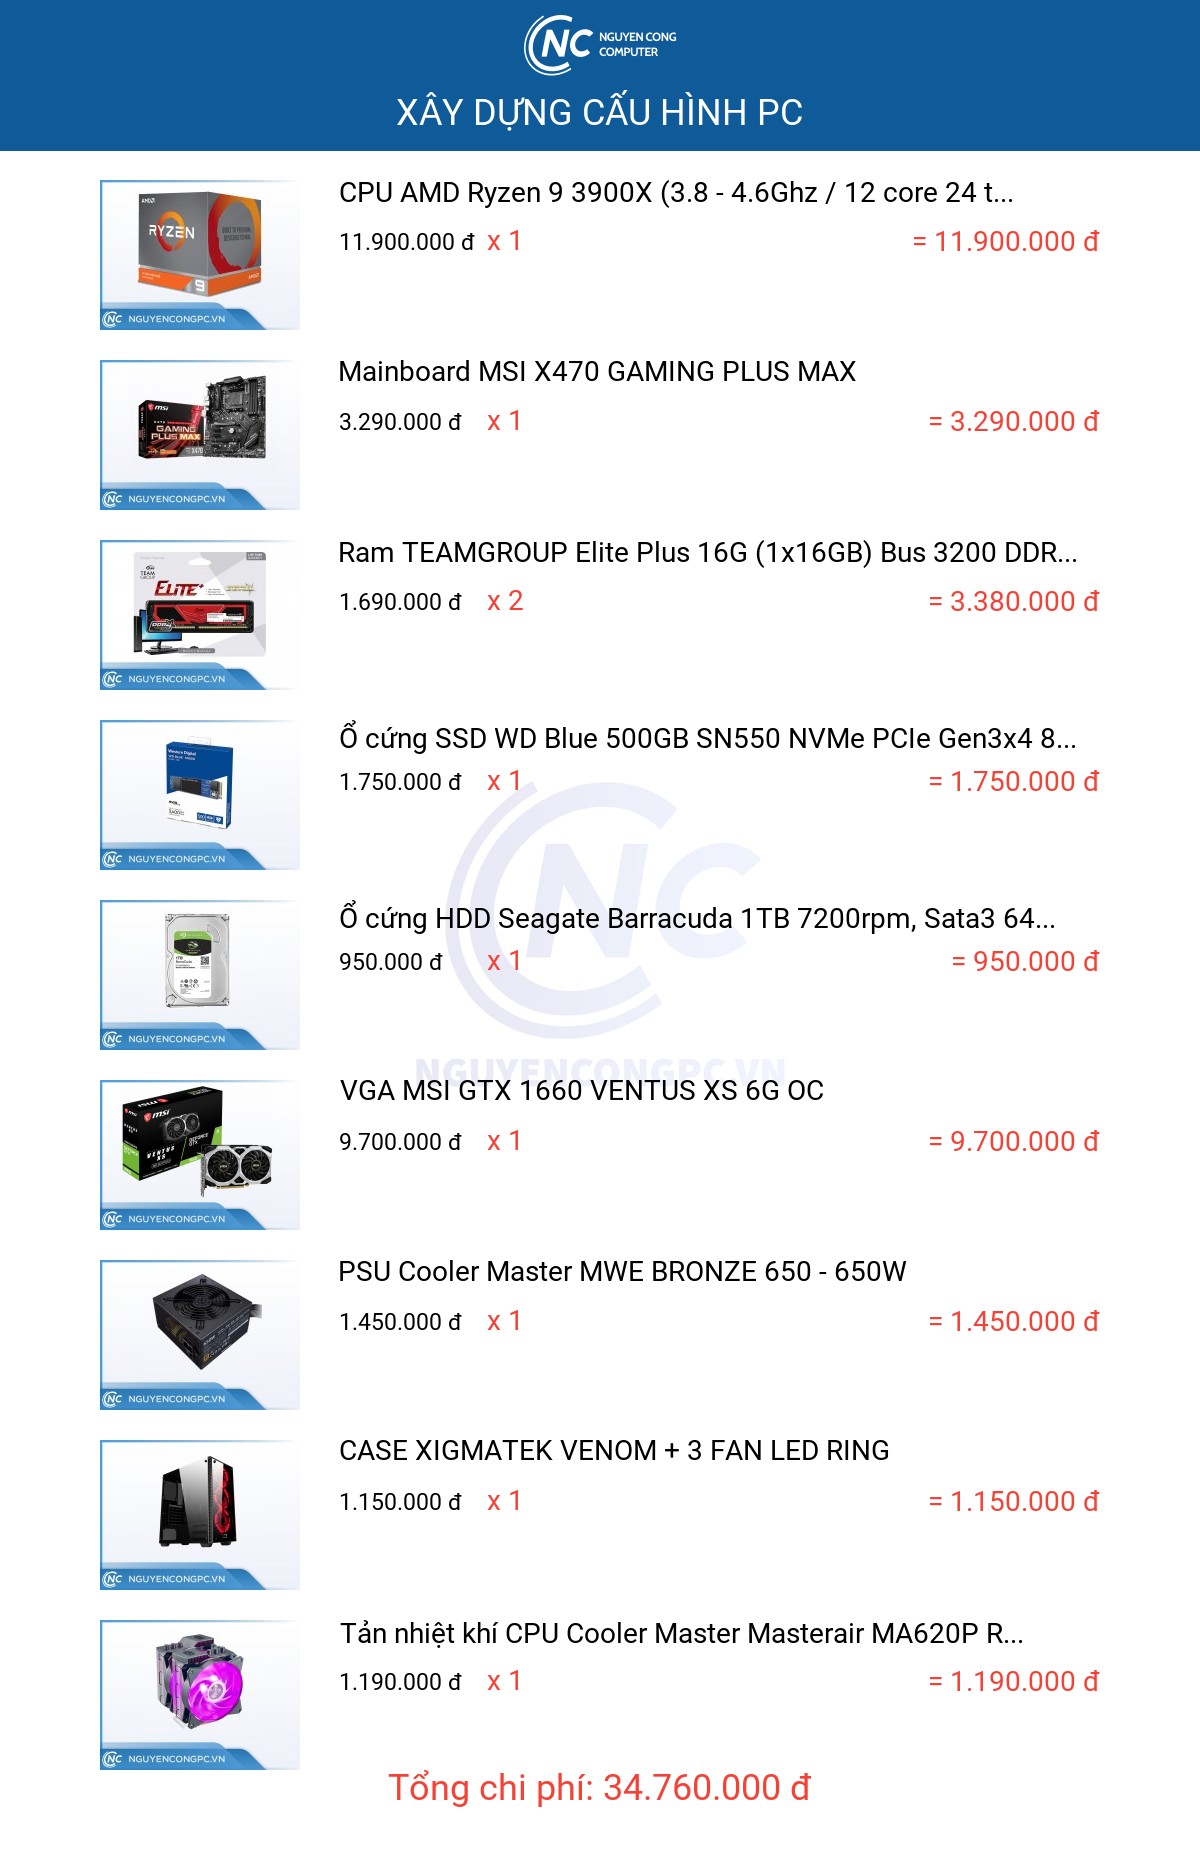 NC NGUYEN CONG
COMPUTER
XÂY DỰNG CẤU HÌNH PC
CPU AMD Ryzen 9 3900X (3.8 - 4.6Ghz / 12 core 24 t...
11.900.000 đ x 1 = 11.900.000 đ
AMD
RYZEN
9
NC NGUYENCONGPC.VN
Mainboard MSI X470 GAMING PLUS MAX
3.290.000 đ x 1 = 3.290.000 đ
msi
GAMING
PLUS MAX
X470
NC NGUYENCONGPC.VN
Ram TEAMGROUP Elite Plus 16G (1x16GB) Bus 3200 DDR...
1.690.000 đ x 2 = 3.380.000 đ
TEAM
GROUP
ELITE+
DDR4
NC NGUYENCONGPC.VN
Ổ cứng SSD WD Blue 500GB SN550 NVMe PCIe Gen3x4 8...
1.750.000 đ x 1 = 1.750.000 đ
Western Digital
NC NGUYENCONGPC.VN
Ổ cứng HDD Seagate Barracuda 1TB 7200rpm, Sata3 64...
950.000 đ x 1 = 950.000 đ
NC NGUYENCONGPC.VN
NC
NGUYENCONGPC.VN
VGA MSI GTX 1660 VENTUS XS 6G OC
9.700.000 đ x 1 = 9.700.000 đ
msi
VENTUS
XS
NC NGUYENCONGPC.VN
PSU Cooler Master MWE BRONZE 650 - 650W
1.450.000 đ x 1 = 1.450.000 đ
NC NGUYENCONGPC.VN
CASE XIGMATEK VENOM + 3 FAN LED RING
1.150.000 đ x 1 = 1.150.000 đ
NC NGUYENCONGPC.VN
Tản nhiệt khí CPU Cooler Master Masterair MA620P R...
1.190.000 đ x 1 = 1.190.000 đ
NC NGUYENCONGPC.VN
Tổng chi phí: 34.760.000 đ